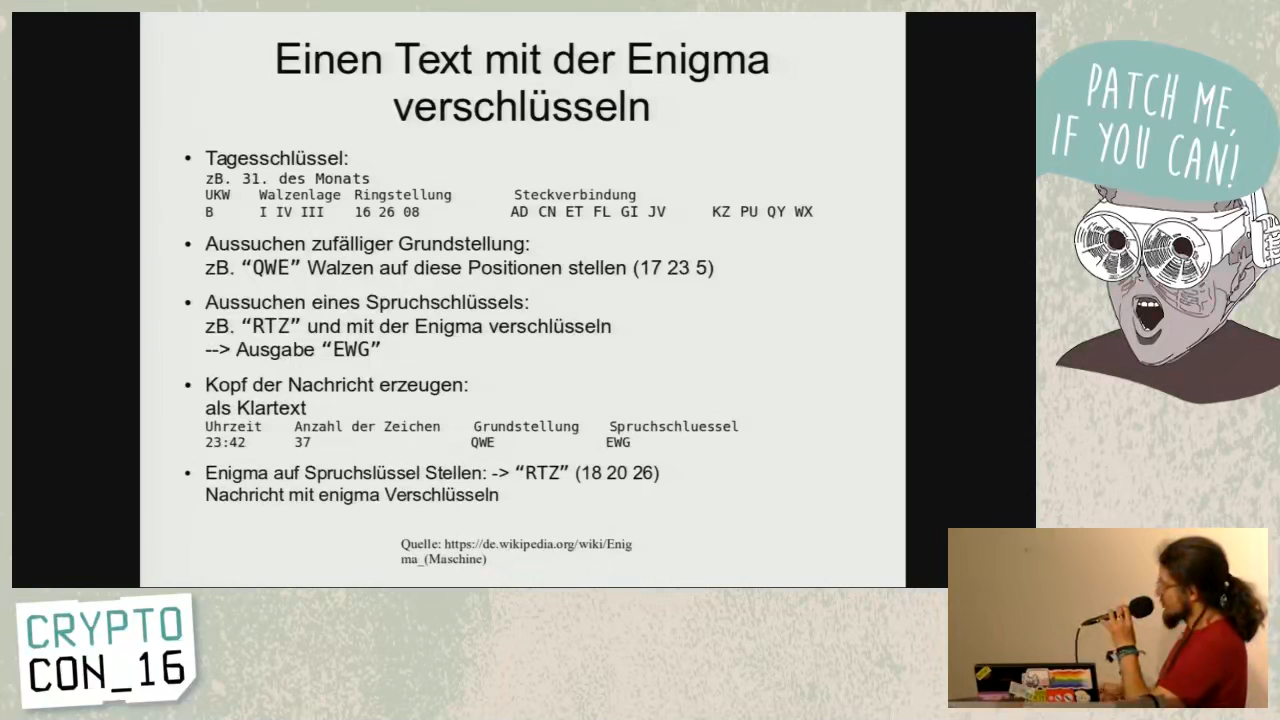 Einen Text mit der Enigma
verschlüsseln
• Tagesschlüssel:
zB. 31. des Monats
UKW Walzenlage Ringstellung Steckverbindung
B I IV III 16 26 08 AD CN ET FL GI JV KZ PU QY WX
• Aussuchen zufälliger Grundstellung:
zB. “QWE” Walzen auf diese Positionen stellen (17 23 5)
• Aussuchen eines Spruchschlüssels:
zB. “RTZ” und mit der Enigma verschlüsseln
--> Ausgabe “EWG”
• Kopf der Nachricht erzeugen:
als Klartext
Uhrzeit Anzahl der Zeichen Grundstellung Spruchschluessel
23:42 37 QWE EWG
• Enigma auf Spruchslüssel Stellen: -> “RTZ” (18 20 26)
Nachricht mit enigma Verschlüsseln
Quelle: https://de.wikipedia.org/wiki/Enig
ma_(Maschine)
PATCH ME,
IF YOU CAN!
CRYPTO
CON_16